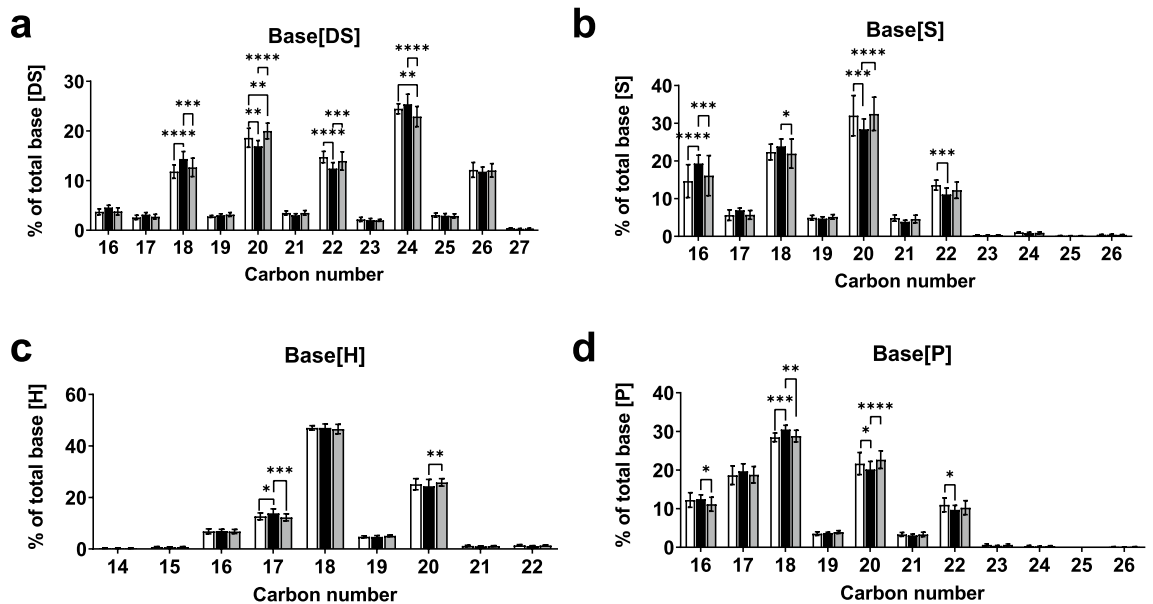 a
Base[DS]
% of total base [DS]
30
20
10
0
**** *** ** ** **** **** *** ** ****
16 17 18 19 20 21 22 23 24 25 26 27
Carbon number
b
Base[S]
% of total base [S]
40
30
20
10
0
**** *** * *** **** ***
16 17 18 19 20 21 22 23 24 25 26
Carbon number
c
Base[H]
% of total base [H]
60
40
20
0
* *** **
14 15 16 17 18 19 20 21 22
Carbon number
d
Base[P]
% of total base [P]
40
30
20
10
0
* *** ** * **** *
16 17 18 19 20 21 22 23 24 25 26
Carbon number